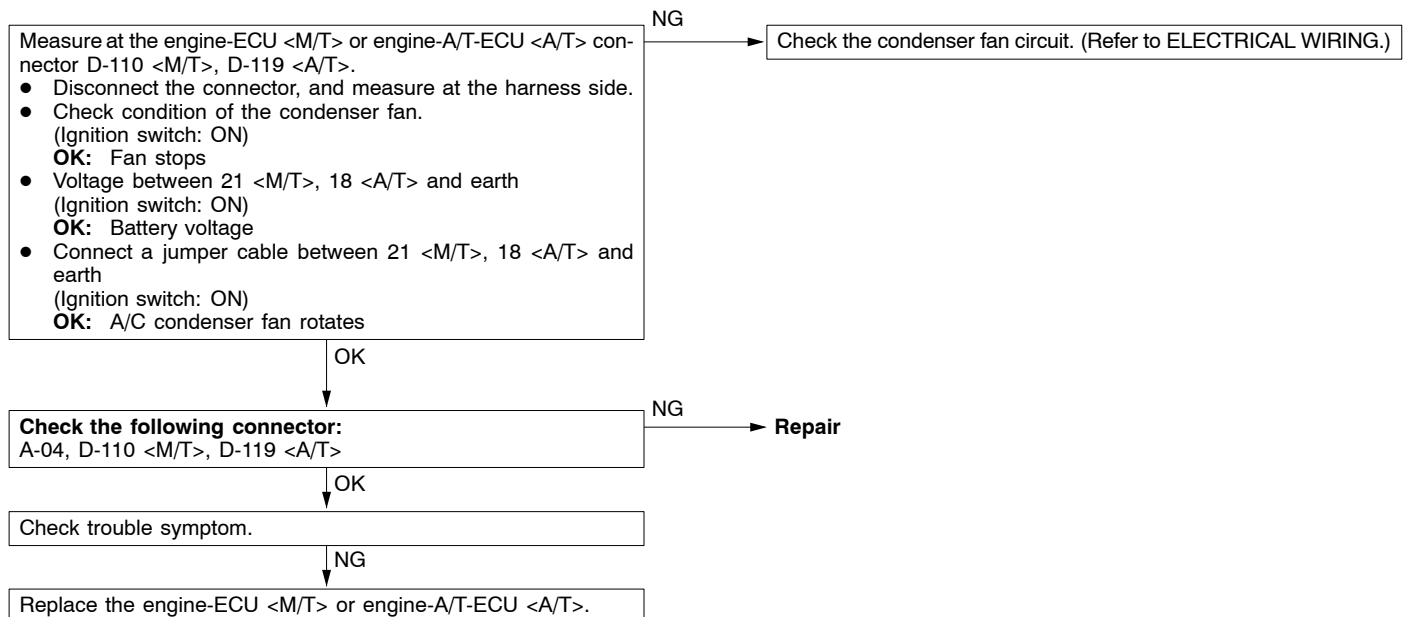 NG
Measure at the engine-ECU <M/T> or engine-A/T-ECU <A/T> con-
nector D-110 <M/T>, D-119 <A/T>.
● Disconnect the connector, and measure at the harness side.
● Check condition of the condenser fan.
(Ignition switch: ON)
OK: Fan stops
● Voltage between 21 <M/T>, 18 <A/T> and earth
(Ignition switch: ON)
OK: Battery voltage
● Connect a jumper cable between 21 <M/T>, 18 <A/T> and
earth
(Ignition switch: ON)
OK: A/C condenser fan rotates
Check the condenser fan circuit. (Refer to ELECTRICAL WIRING.)
OK
NG
Check the following connector:
A-04, D-110 <M/T>, D-119 <A/T>
Repair
OK
Check trouble symptom.
NG
Replace the engine-ECU <M/T> or engine-A/T-ECU <A/T>.